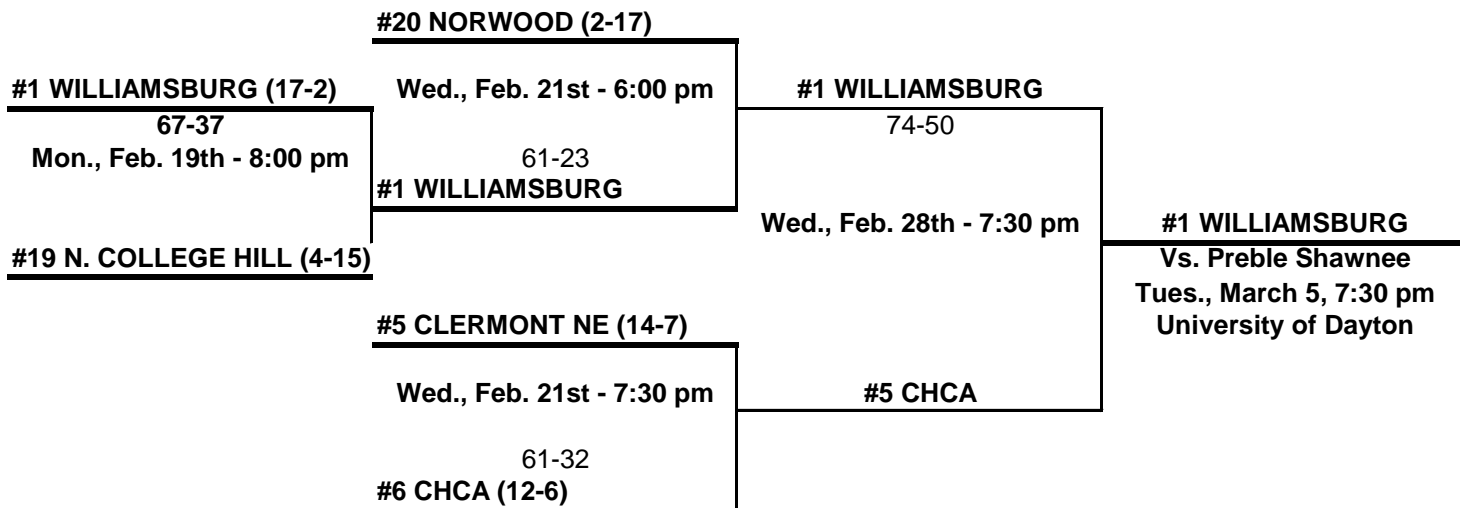 #20 NORWOOD (2-17)
#1 WILLIAMSBURG (17-2)
Wed., Feb. 21st - 6:00 pm
#1 WILLIAMSBURG
67-37
74-50
Mon., Feb. 19th - 8:00 pm
61-23
#1 WILLIAMSBURG
Wed., Feb. 28th - 7:30 pm
#1 WILLIAMSBURG
#19 N. COLLEGE HILL (4-15)
Vs. Preble Shawnee
Tues., March 5, 7:30 pm
#5 CLERMONT NE (14-7)
University of Dayton
Wed., Feb. 21st - 7:30 pm
#5 CHCA
61-32
#6 CHCA (12-6)